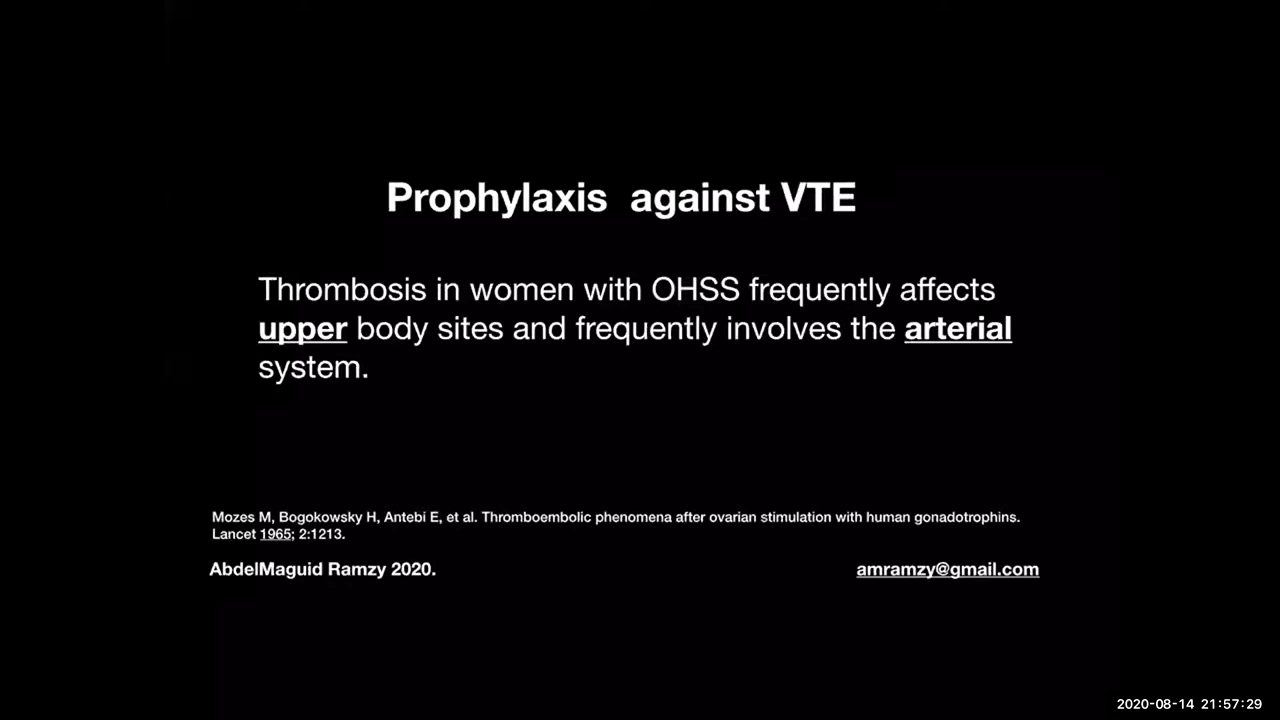 Prophylaxis against VTE
Thrombosis in women with OHSS frequently affects
upper body sites and frequently involves the arterial
system.
Mozes M, Bogokowsky H, Antebi E, et al. Thromboembolic phenomena after ovarian stimulation with human gonadotrophins.
Lancet 1965; 2:1213.
AbdelMaguid Ramzy 2020.
amramzy@gmail.com
2020-08-14 21:57:29